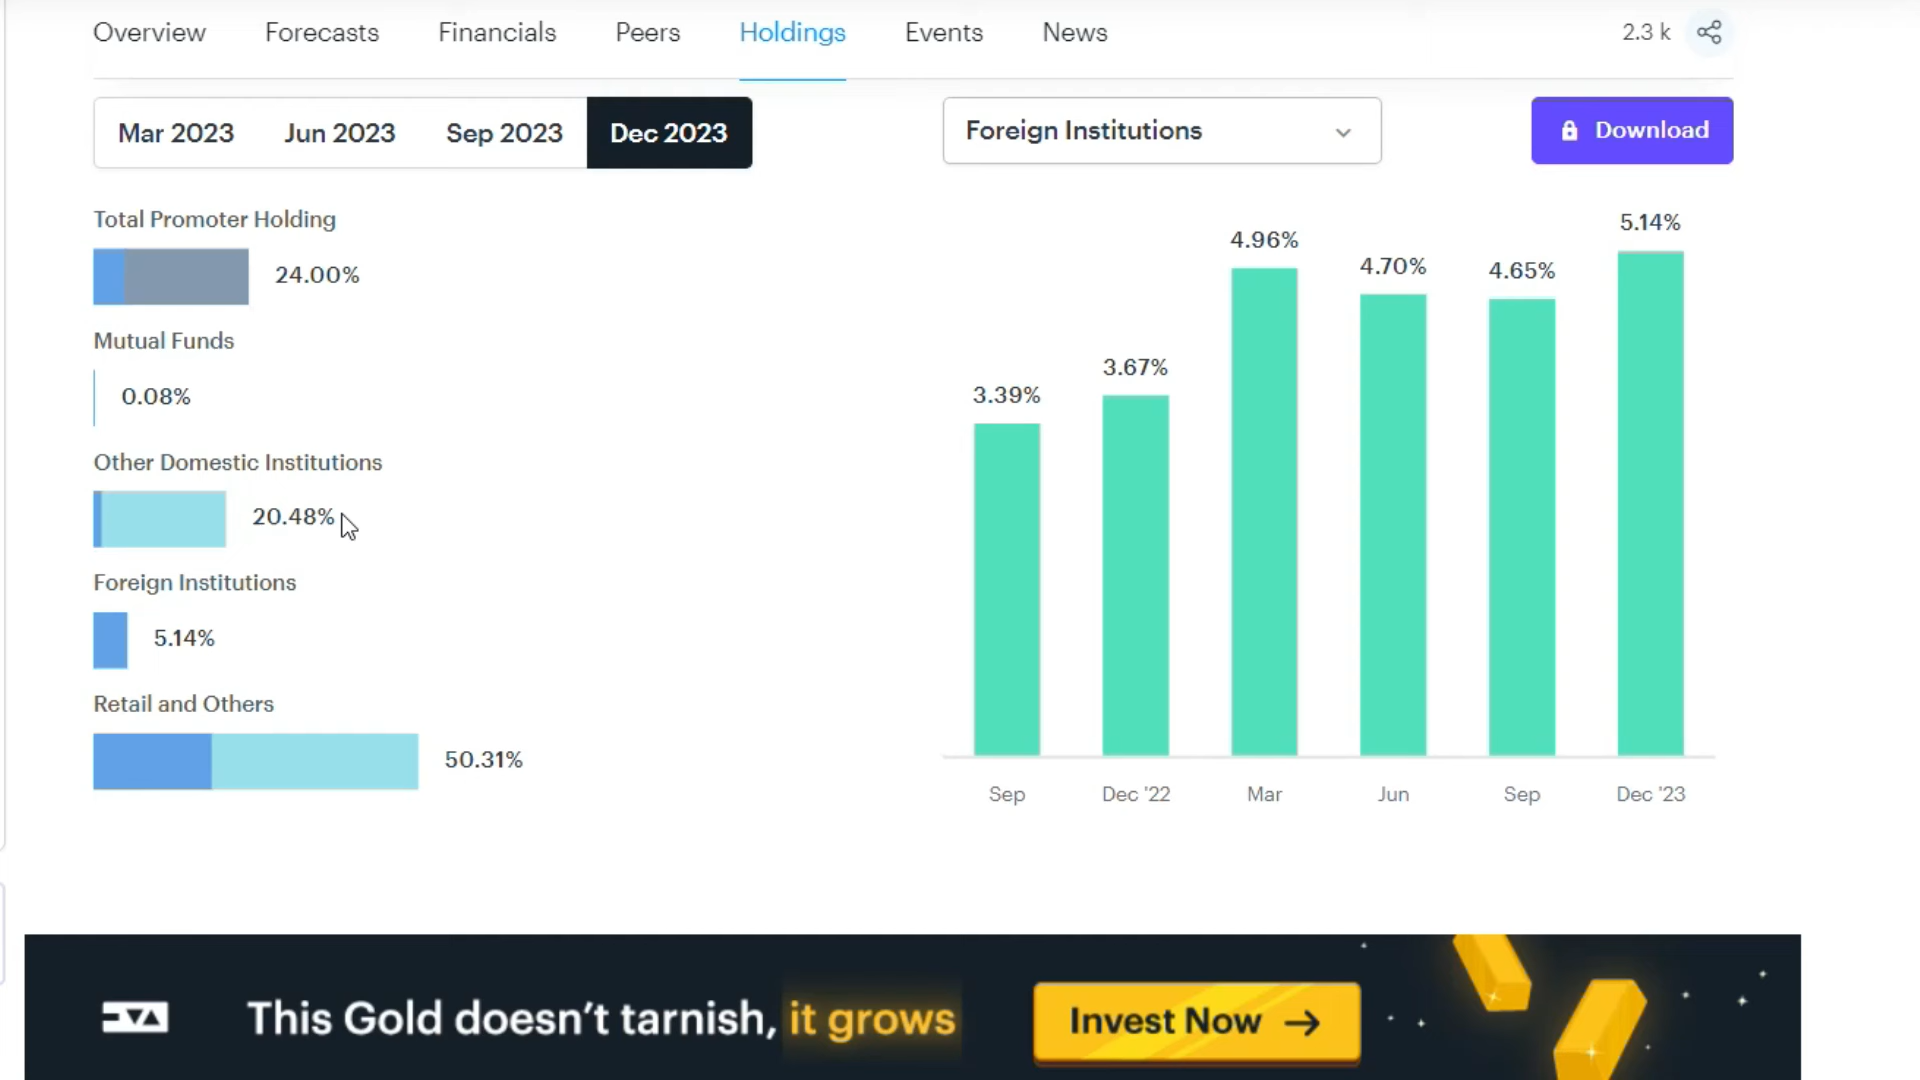 Overview Forecasts Financials Peers Holdings Events News 2.3 k
Mar 2023 Jun 2023 Sep 2023 Dec 2023
Foreign Institutions
Download
Total Promoter Holding
24.00%
Mutual Funds
0.08%
Other Domestic Institutions
20.48%
Foreign Institutions
5.14%
Retail and Others
50.31%
3.39% 3.67% 4.96% 4.70% 4.65% 5.14%
Sep Dec '22 Mar Jun Sep Dec '23
This Gold doesn't tarnish, it grows
Invest Now →